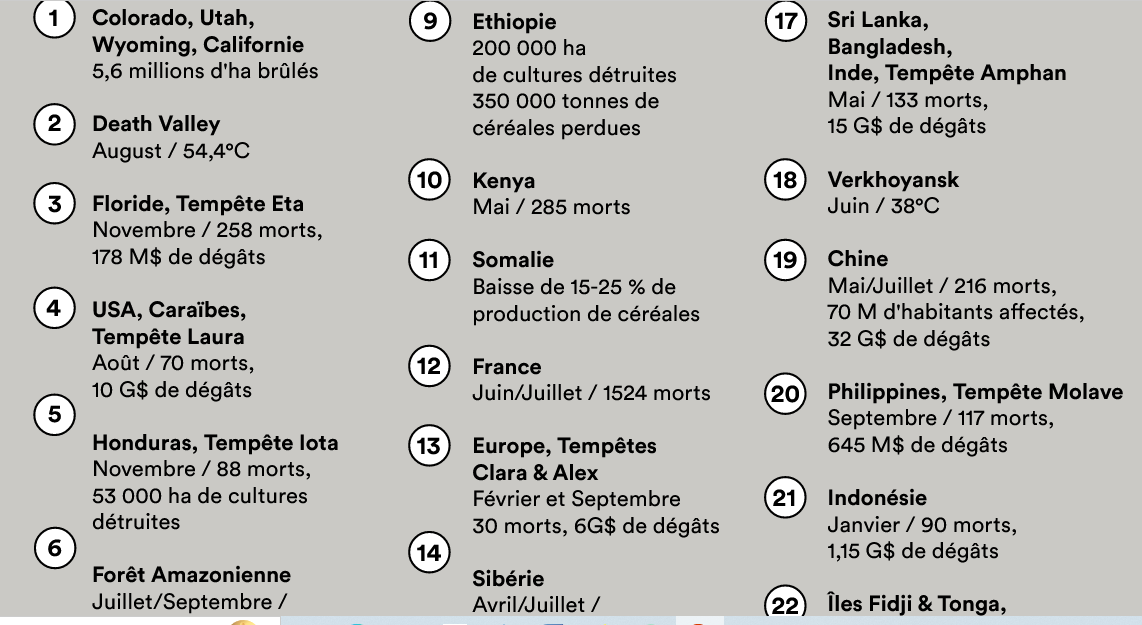 1
Colorado, Utah,
Wyoming, Californie
5,6 millions d'ha brûlés
2
Death Valley
August / 54,4°C
3
Floride, Tempête Eta
Novembre / 258 morts,
178 M$ de dégâts
4
USA, Caraïbes,
Tempête Laura
Août / 70 morts,
10 G$ de dégâts
5
Honduras, Tempête Iota
Novembre / 88 morts,
53 000 ha de cultures
détruites
6
Forêt Amazonienne
Juillet/Septembre /
9
Ethiopie
200 000 ha
de cultures détruites
350 000 tonnes de
céréales perdues
10
Kenya
Mai / 285 morts
11
Somalie
Baisse de 15-25 % de
production de céréales
12
France
Juin/Juillet / 1524 morts
13
Europe, Tempêtes
Clara & Alex
Février et Septembre
30 morts, 6G$ de dégâts
14
Sibérie
Avril/Juillet /
17
Sri Lanka,
Bangladesh,
Inde, Tempête Amphan
Mai / 133 morts,
15 G$ de dégâts
18
Verkhoyansk
Juin / 38°C
19
Chine
Mai/Juillet / 216 morts,
70 M d'habitants affectés,
32 G$ de dégâts
20
Philippines, Tempête Molave
Septembre / 117 morts,
645 M$ de dégâts
21
Indonésie
Janvier / 90 morts,
1,15 G$ de dégâts
22
Îles Fidji & Tonga,